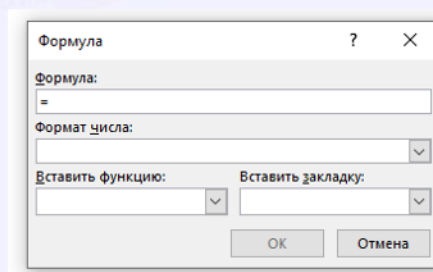 Формула ?
Формула:
=
Формат числа:
Вставить функцию: Вставить закладку:
ОК Отмена